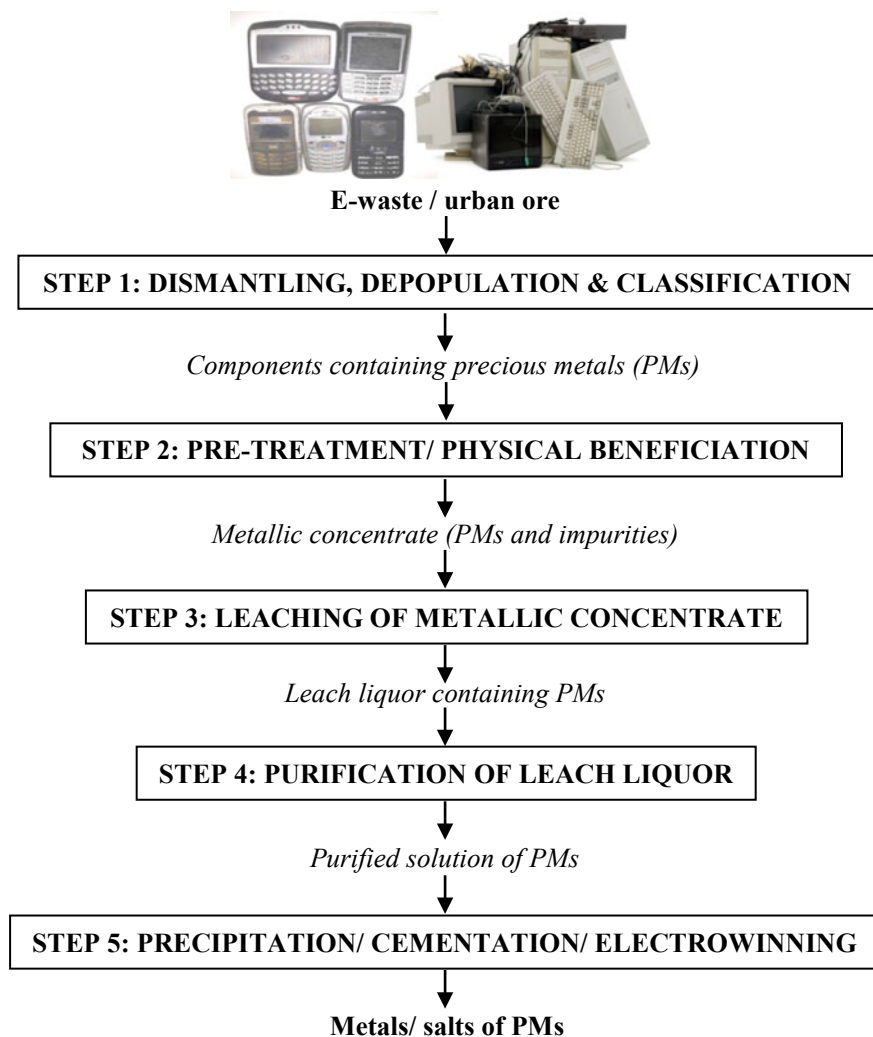 E-waste / urban ore
STEP 1: DISMANTLING, DEPOPULATION & CLASSIFICATION
Components containing precious metals (PMs)
STEP 2: PRE-TREATMENT/ PHYSICAL BENEFICIATION
Metallic concentrate (PMs and impurities)
STEP 3: LEACHING OF METALLIC CONCENTRATE
Leach liquor containing PMs
STEP 4: PURIFICATION OF LEACH LIQUOR
Purified solution of PMs
STEP 5: PRECIPITATION/ CEMENTATION/ ELECTROWINNING
Metals/ salts of PMs